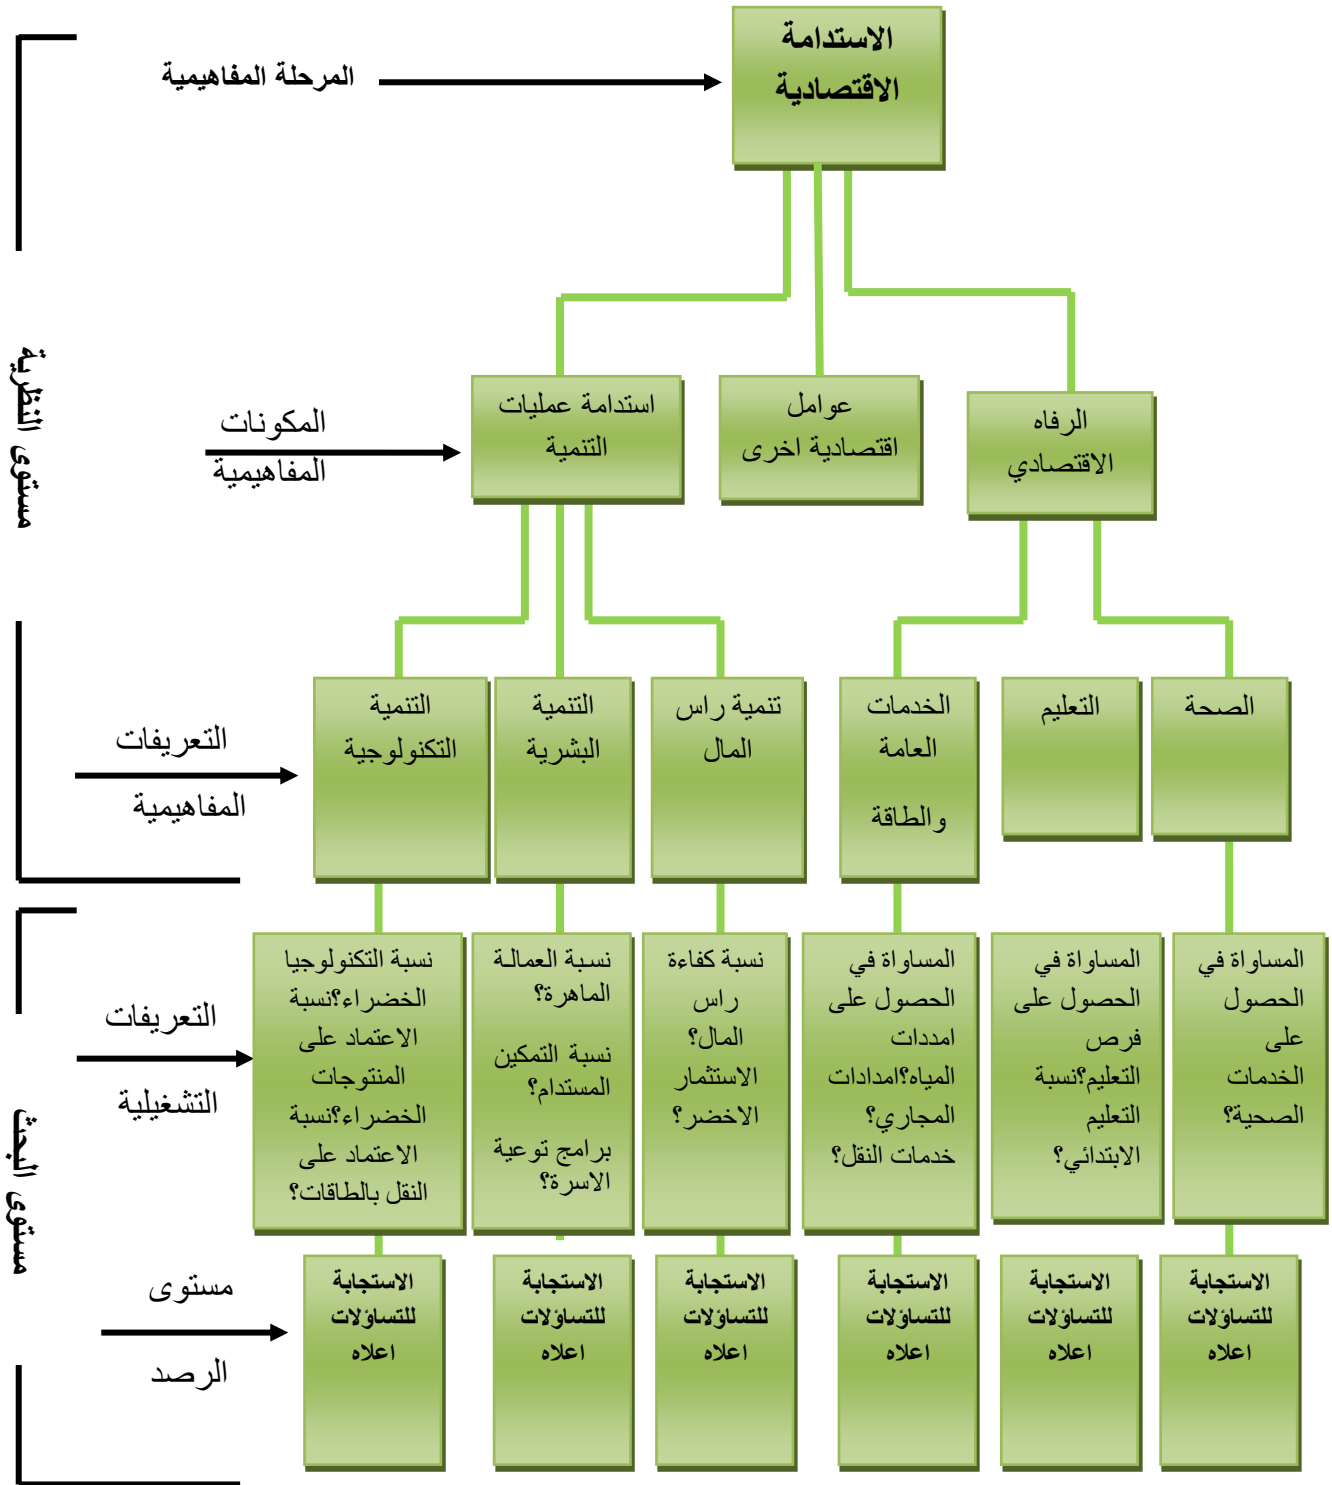 الاستدامة
الاقتصادية
المرحلة المفاهيمية
مستوى النظرية
الرفاه
الاقتصادي
عوامل
اقتصادية اخرى
استدامة عمليات
التنمية
المكونات
المفاهيمية
الصحة
التعليم
الخدمات
العامة
والطاقة
تنمية راس
المال
التنمية
البشرية
التنمية
التكنولوجية
التعريفات
المفاهيمية
مستوى البحث
المساواة في
الحصول
على
الخدمات
الصحية؟
المساواة في
الحصول على
فرص
التعليم؟نسبة
التعليم
الابتدائي؟
المساواة في
الحصول على
امددات
المياه؟امدادات
المجاري؟
خدمات النقل؟
نسبة كفاءة
راس
المال؟
الاستثمار
الاخضر؟
نسبة العمالة
الماهرة؟
نسبة التمكين
المستدام؟
برامج توعية
الاسرة؟
نسبة التكنولوجيا
الخضراء؟نسبة
الاعتماد على
المنتوجات
الخضراء؟نسبة
الاعتماد على
النقل بالطاقات؟
التعريفات
التشغيلية
الاستجابة
للتساؤلات
اعلاه
الاستجابة
للتساؤلات
اعلاه
الاستجابة
للتساؤلات
اعلاه
الاستجابة
للتساؤلات
اعلاه
الاستجابة
للتساؤلات
اعلاه
الاستجابة
للتساؤلات
اعلاه
مستوى
الرصد